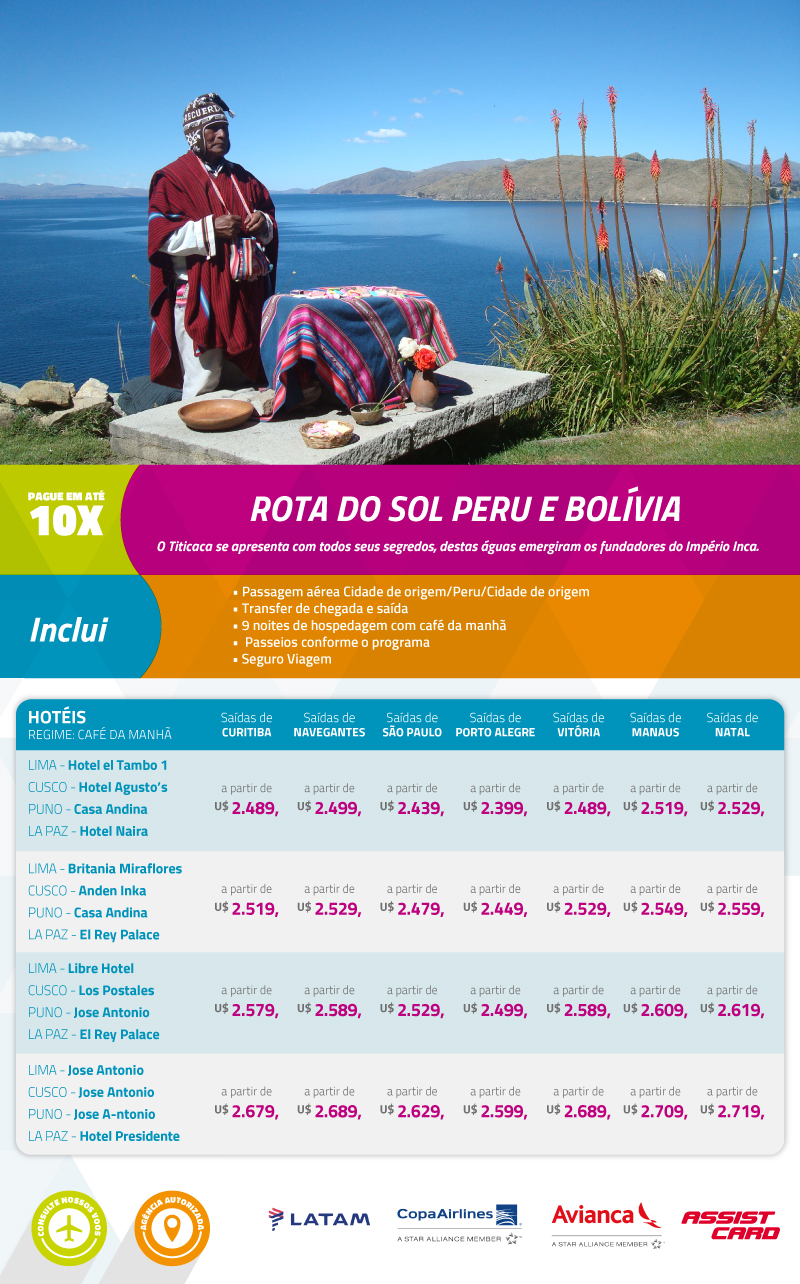 RECUERD
PAGUE EM ATÉ
10X
ROTA DO SOL PERU E BOLÍVIA
O Titicaca se apresenta com todos seus segredos, destas águas emergiram os fundadores do Império Inca.
Inclui
• Passagem aérea Cidade de origem/Peru/Cidade de origem
• Transfer de chegada e saída
• 9 noites de hospedagem com café da manhã
• Passeios conforme o programa
• Seguro Viagem
HOTÉIS
REGIME: CAFÉ DA MANHÃ
Saídas de CURITIBA
Saídas de NAVEGANTES
Saídas de SÃO PAULO
Saídas de PORTO ALEGRE
Saídas de VITÓRIA
Saídas de MANAUS
Saídas de NATAL
LIMA - Hotel el Tambo 1
CUSCO - Hotel Agusto's
PUNO - Casa Andina
LA PAZ - Hotel Naira
a partir de a partir de a partir de a partir de a partir de a partir de a partir de
U$ 2.489, U$ 2.499, U$ 2.439, U$ 2.399, U$ 2.489, U$ 2.519, U$ 2.529,
LIMA - Britania Miraflores
CUSCO - Anden Inka
PUNO - Casa Andina
LA PAZ - El Rey Palace
a partir de a partir de a partir de a partir de a partir de a partir de a partir de
U$ 2.519, U$ 2.529, U$ 2.479, U$ 2.449, U$ 2.529, U$ 2.549, U$ 2.559,
LIMA - Libre Hotel
CUSCO - Los Postales
PUNO - Jose Antonio
LA PAZ - El Rey Palace
a partir de a partir de a partir de a partir de a partir de a partir de a partir de
U$ 2.579, U$ 2.589, U$ 2.529, U$ 2.499, U$ 2.589, U$ 2.609, U$ 2.619,
LIMA - Jose Antonio
CUSCO - Jose Antonio
PUNO - Jose A-ntonio
LA PAZ - Hotel Presidente
a partir de a partir de a partir de a partir de a partir de a partir de a partir de
U$ 2.679, U$ 2.689, U$ 2.629, U$ 2.599, U$ 2.689, U$ 2.709, U$ 2.719,
CONSULTE NOSSOS VOOS
AGÊNCIA AUTORIZADA
LATAM
CopaAirlines
A STAR ALLIANCE MEMBER
Avianca
A STAR ALLIANCE MEMBER
ASSIST CARD